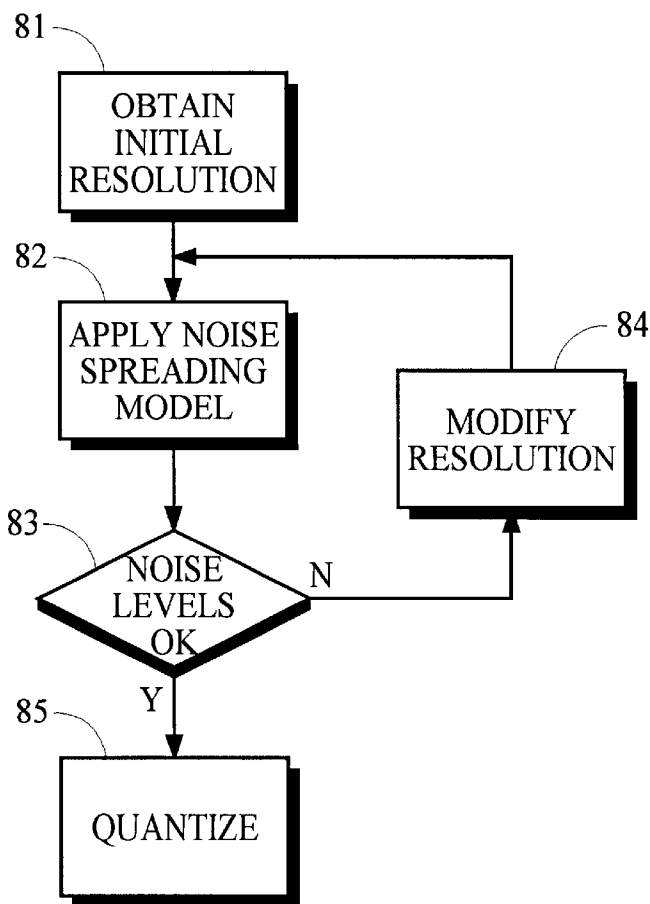 81
OBTAIN
INITIAL
RESOLUTION
82
APPLY NOISE
SPREADING
MODEL
84
MODIFY
RESOLUTION
83
NOISE
LEVELS
OK
N
Y
85
QUANTIZE